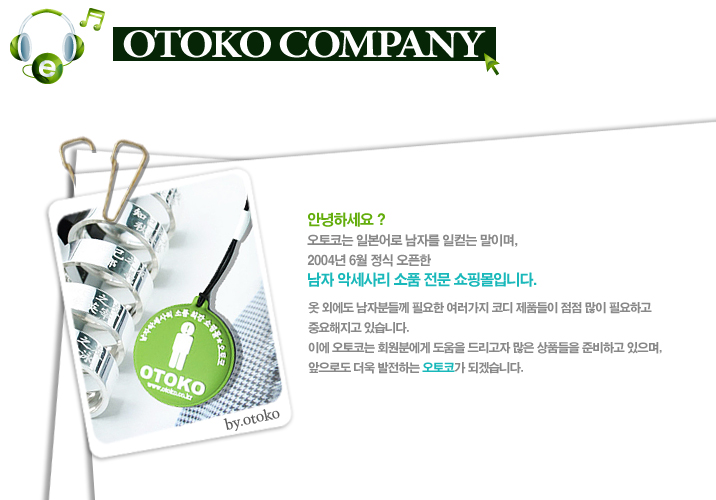 e
OTOKO COMPANY
안녕하세요 ?
오토코는 일본어로 남자를 일컫는 말이며,
2004년 6월 정식 오픈한
남자 악세사리 소품 전문 쇼핑몰입니다.
옷 외에도 남자분들께 필요한 여러가지 코디 제품들이 점점 많이 필요하고
중요해지고 있습니다.
이에 오토코는 회원분에게 도움을 드리고자 많은 상품들을 준비하고 있으며,
앞으로도 더욱 발전하는 오토코가 되겠습니다.
OTOKO
www.otoko.co.kr
by.otoko